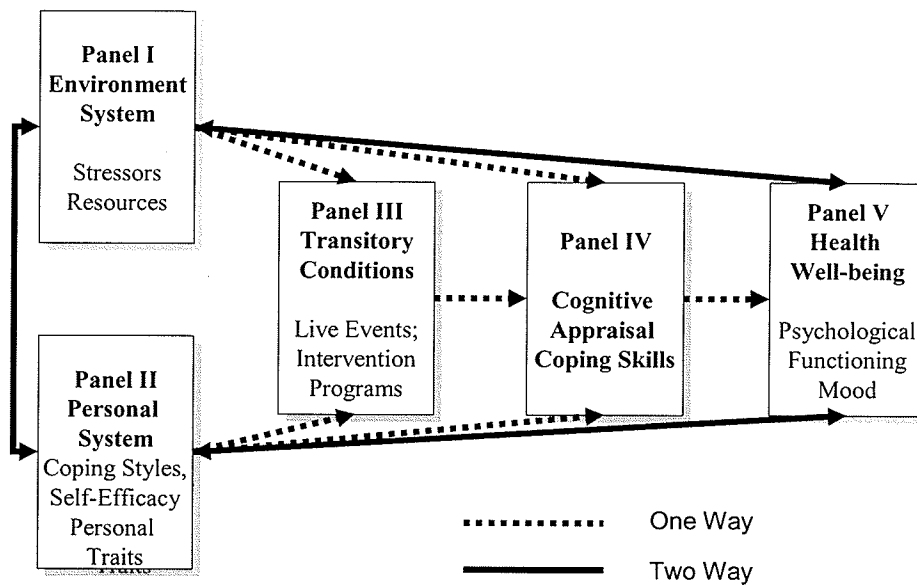 Panel I
Environment
System
Stressors
Resources
Panel II
Personal
System
Coping Styles,
Self-Efficacy
Personal
Traits
Traits
Panel III
Transitory
Conditions
Live Events;
Intervention
Programs
Panel IV
Cognitive
Appraisal
Coping Skills
Panel V
Health
Well-being
Psychological
Functioning
Mood
One Way
Two Way